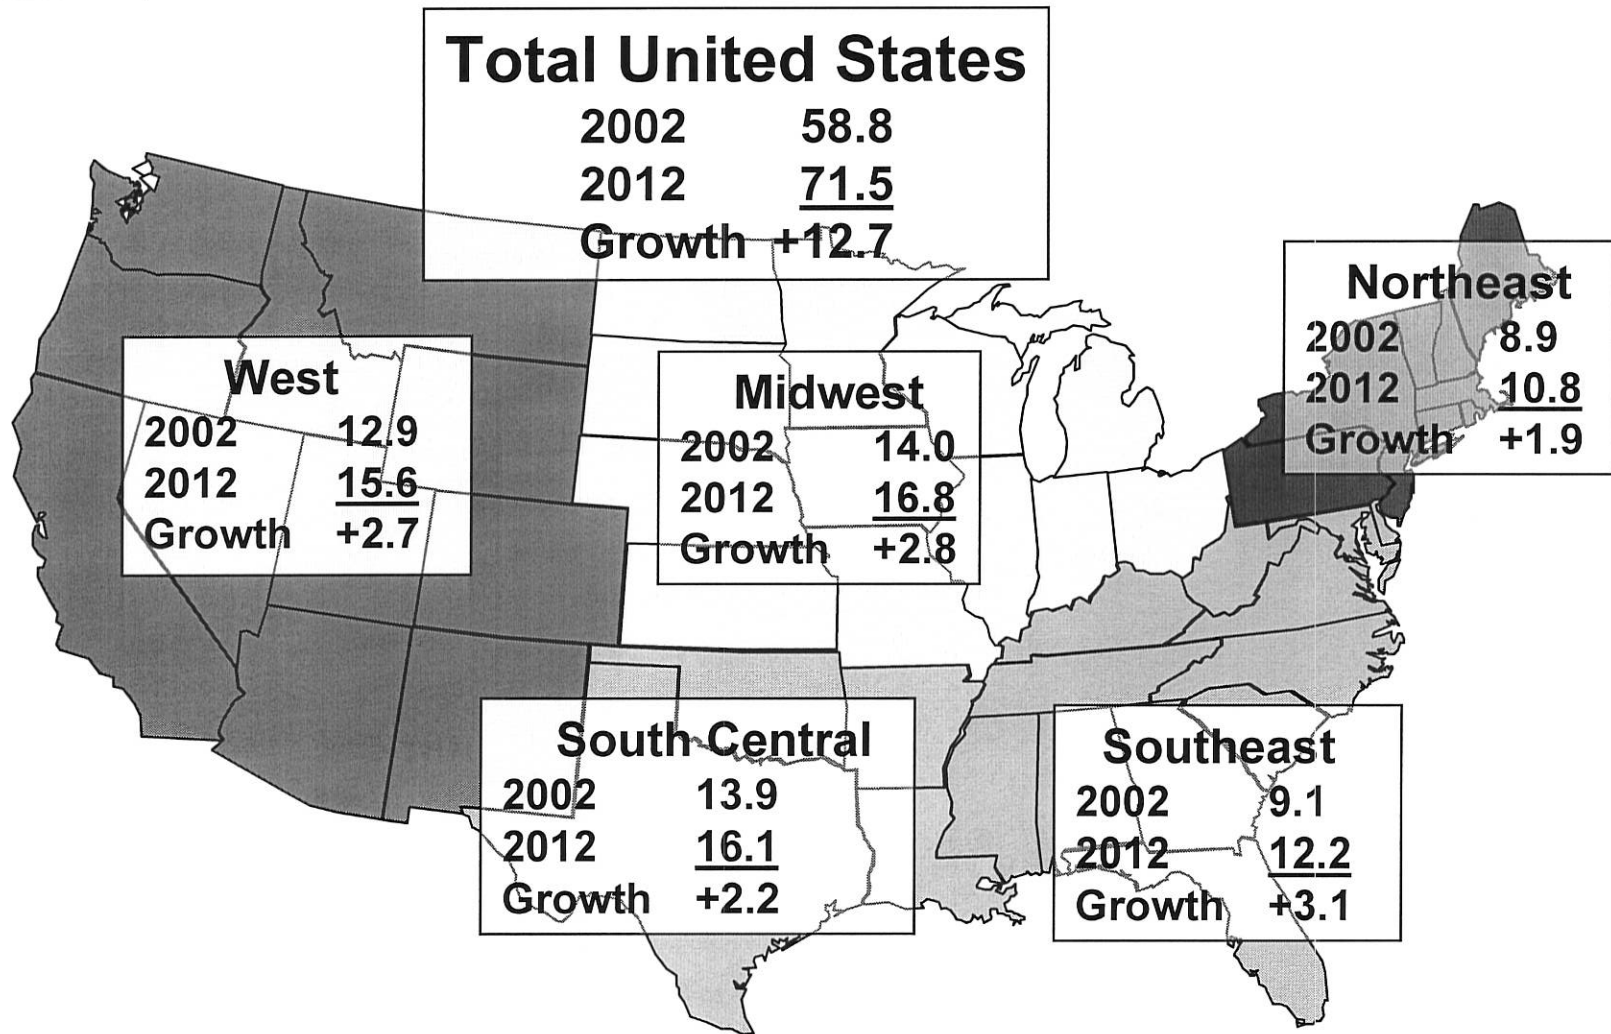 Total United States
2002 58.8
2012 71.5
Growth +12.7
Northeast
2002 8.9
2012 10.8
Growth +1.9
West
2002 12.9
2012 15.6
Growth +2.7
Midwest
2002 14.0
2012 16.8
Growth +2.8
South Central
2002 13.9
2012 16.1
Growth +2.2
Southeast
2002 9.1
2012 12.2
Growth +3.1